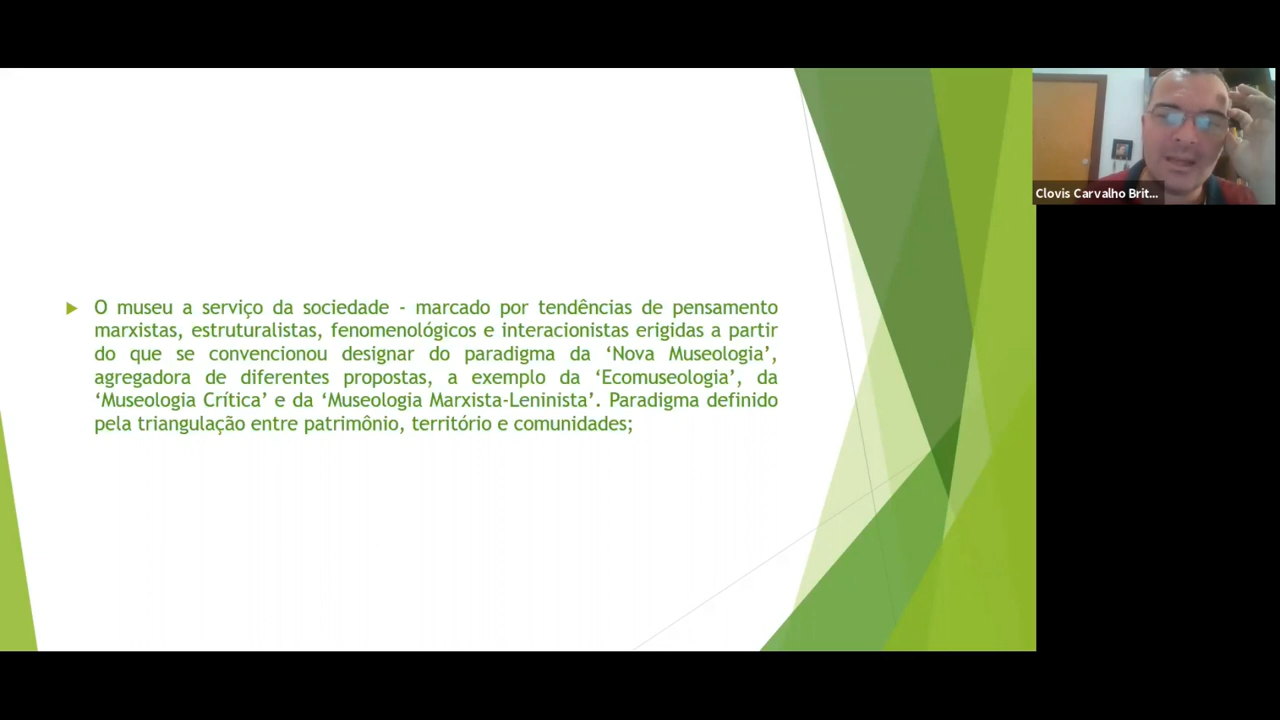 O museu a serviço da sociedade - marcado por tendências de pensamento
marxistas, estruturalistas, fenomenológicos e interacionistas erigidas a partir
do que se convencionou designar do paradigma da ‘Nova Museologia’,
agregadora de diferentes propostas, a exemplo da ‘Ecomuseologia’, da
‘Museologia Crítica’ e da ‘Museologia Marxista-Leninista’. Paradigma definido
pela triangulação entre patrimônio, território e comunidades;
Clovis Carvalho Brit...